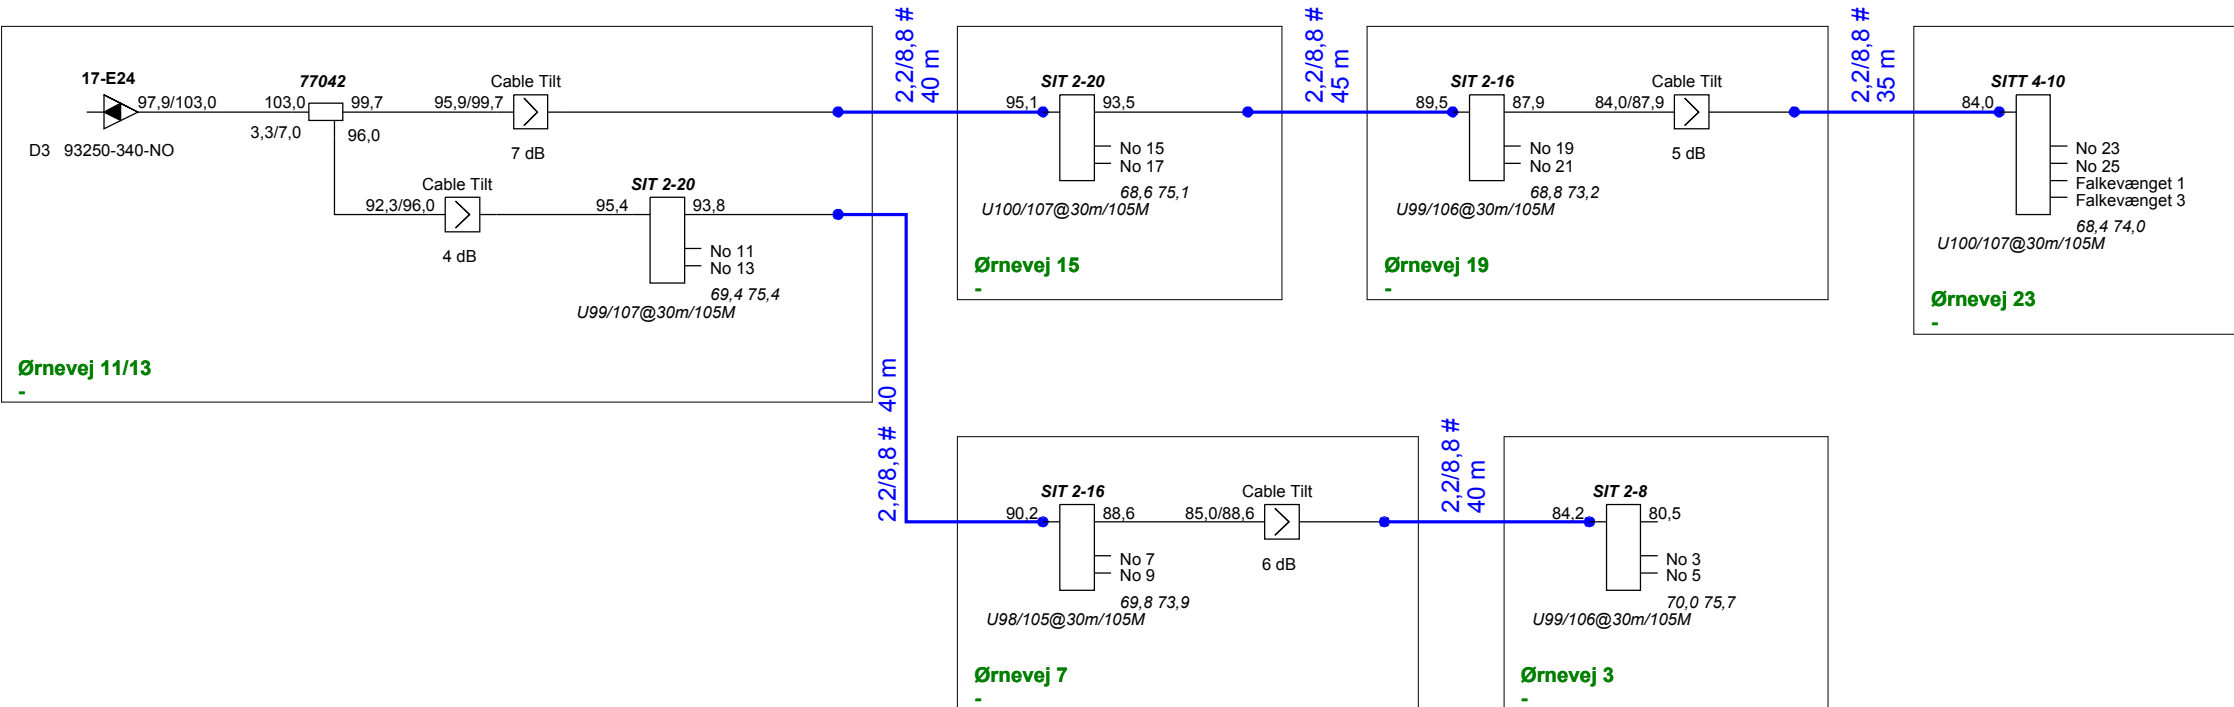 17-E24
97,9/103,0
D3 93250-340-NO
77042
103,0
99,7
3,3/7,0
96,0
Cable Tilt
95,9/99,7
7 dB
Cable Tilt
92,3/96,0
4 dB
SIT 2-20
95,4
93,8
No 11
No 13
69,4 75,4
U99/107@30m/105M
Ørnevej 11/13
-
2,2/8,8 #
40 m
SIT 2-20
95,1
93,5
No 15
No 17
68,6 75,1
U100/107@30m/105M
Ørnevej 15
-
2,2/8,8 #
45 m
SIT 2-16
89,5
87,9
No 19
No 21
68,8 73,2
U99/106@30m/105M
Cable Tilt
84,0/87,9
5 dB
Ørnevej 19
-
2,2/8,8 #
35 m
SITT 4-10
84,0
No 23
No 25
Falkevænget 1
Falkevænget 3
68,4 74,0
U100/107@30m/105M
Ørnevej 23
-
2,2/8,8 # 40 m
SIT 2-16
90,2
88,6
No 7
No 9
69,8 73,9
U98/105@30m/105M
Cable Tilt
85,0/88,6
6 dB
Ørnevej 7
-
2,2/8,8 #
40 m
SIT 2-8
84,2
80,5
No 3
No 5
70,0 75,7
U99/106@30m/105M
Ørnevej 3
-